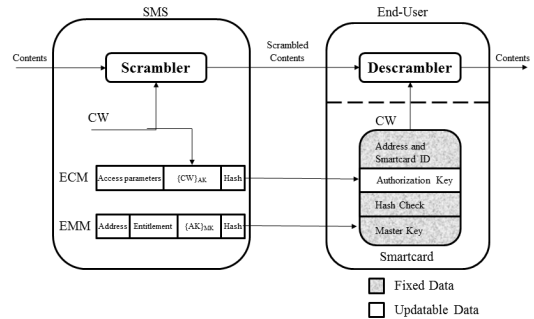 SMS
End-User
Contents
Scrambler
Scrambled
Contents
Descrambler
Contents
CW
CW
Address and
Smartcard ID
ECM
Access parameters
{CW}AK
Hash
Authorization Key
Hash Check
EMM
Address
Entitlement
{AK}MK
Hash
Master Key
Smartcard
Fixed Data
Updatable Data